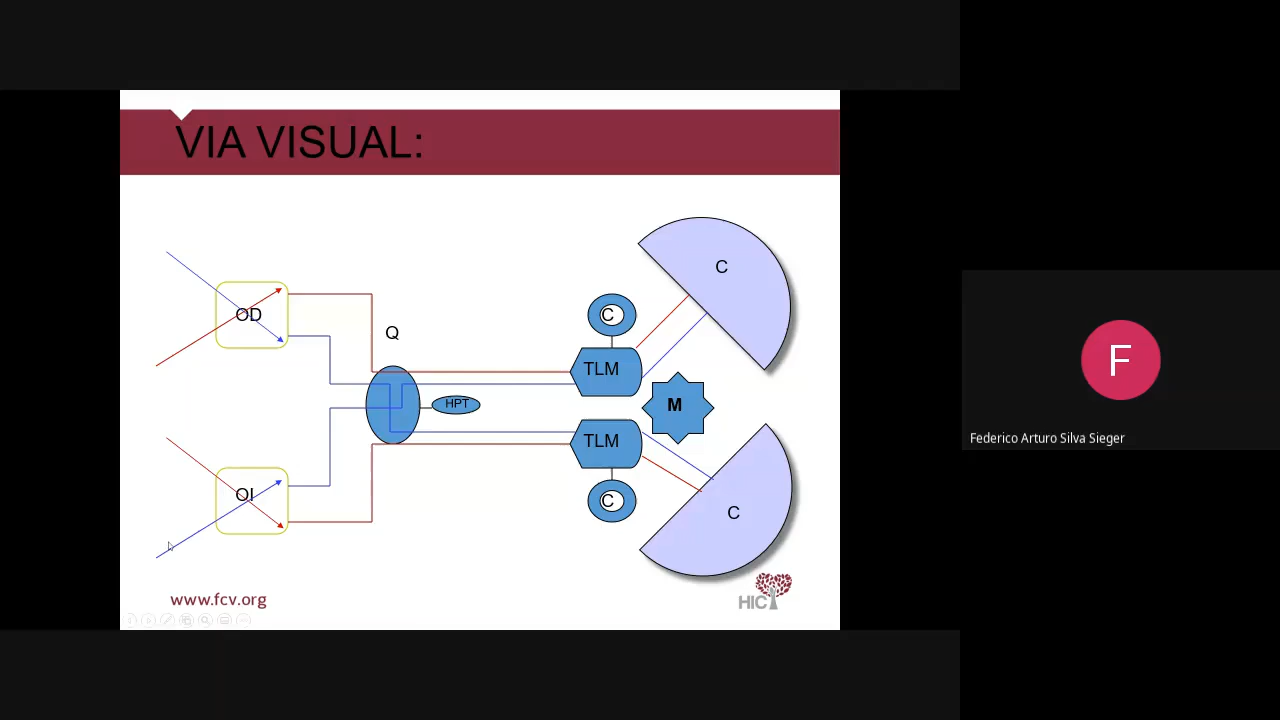 VIA VISUAL:
C
OD
C
Q
TLM
HPT
M
TLM
OI
C
C
www.fcv.org
HIC
F
Federico Arturo Silva Sieger